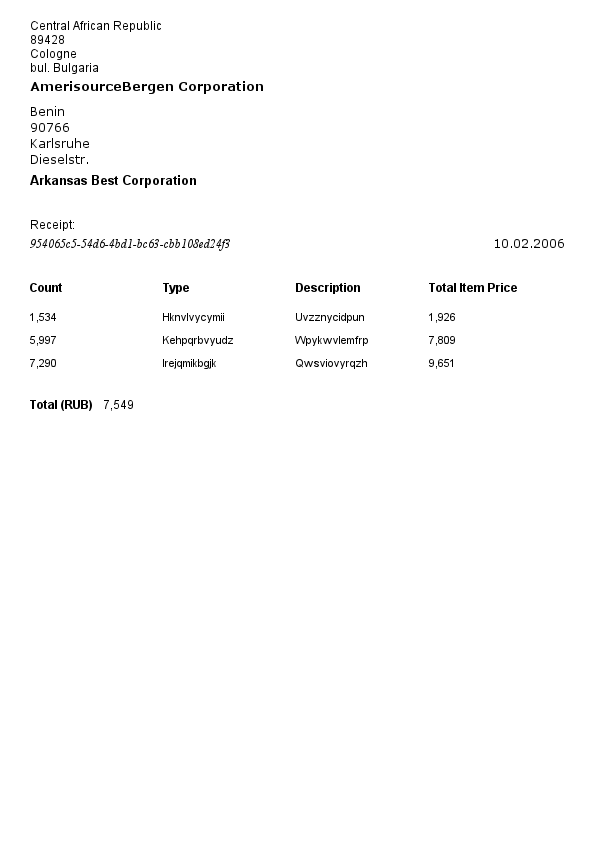 Central African Republic
89428
Cologne
bul. Bulgaria
AmerisourceBergen Corporation
Benin
90766
Karlsruhe
Dieselstr.
Arkansas Best Corporation
Receipt:
954065c5-54d6-4bd1-bc63-cbb108ed24f3 10.02.2006
Count Type Description Total Item Price
1,534 Hknvlvycymii Uvzznycidpun 1,926
5,997 Kehpqrbvyudz Wpykwvlemfrp 7,809
7,290 Irejqmikbgjk Qwsviovyrqzh 9,651
Total (RUB) 7,549